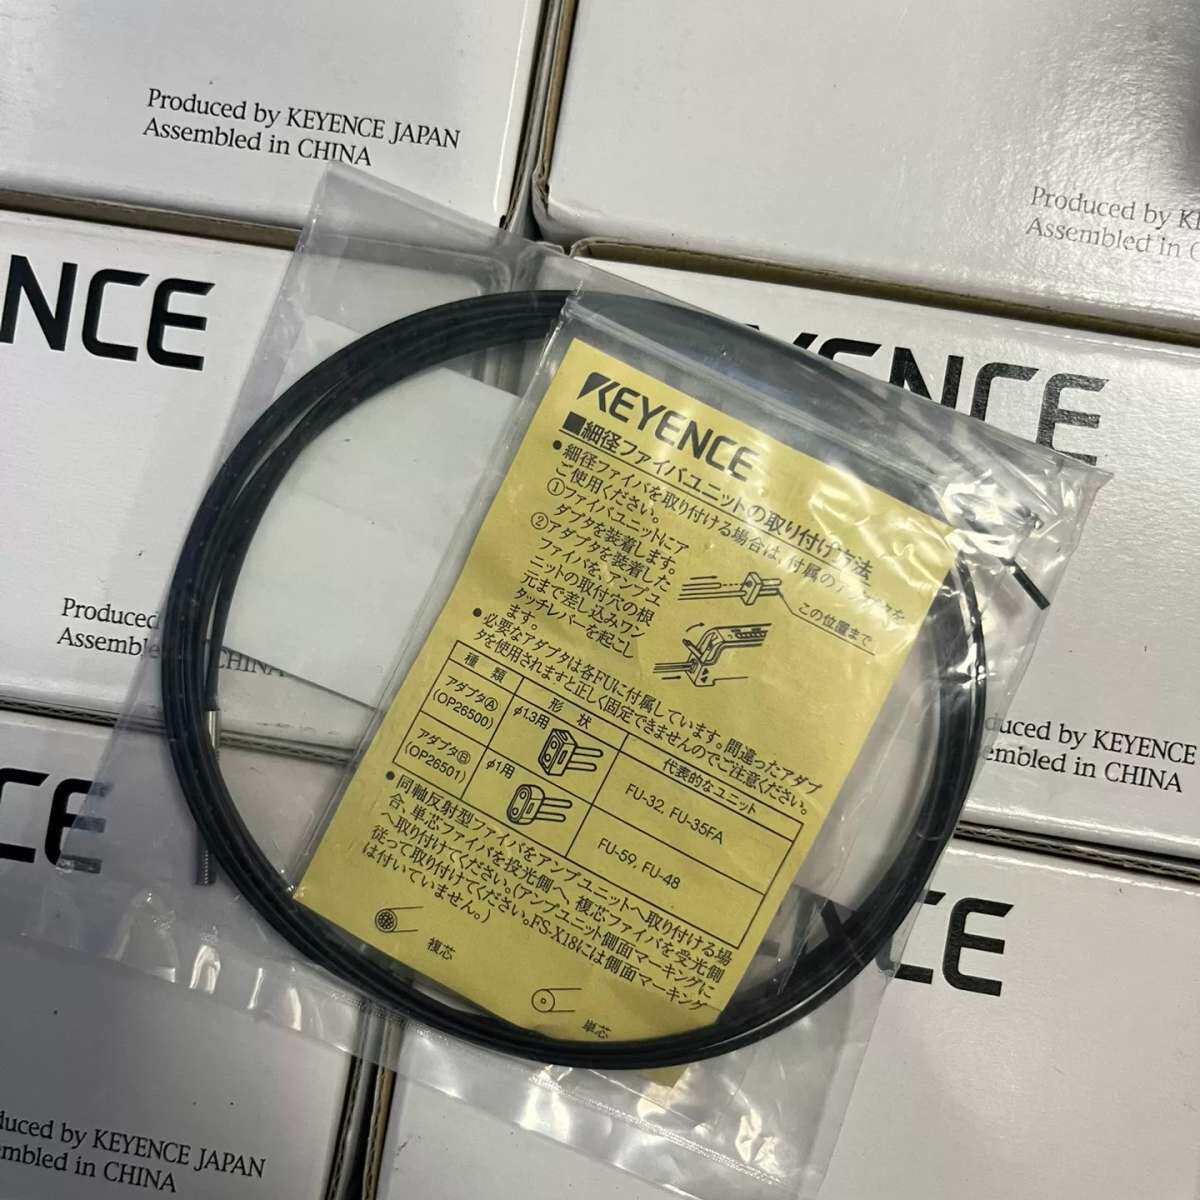 Produced by KEYENCE JAPAN
Assembled in CHINA
Produced by
Assembled in
NCE
KEYENCE
■細径ファイバユニットの取り付け方法
●細径ファイバを取り付ける場合は、付属のアダプタを
ご使用ください。
①ファイバユニットにア
ダプタを装着します。
②アダプタを装着した
ファイバを、アンプユ
ニットの取付穴の根
元まで差し込みワン
タッチレバーを起こし
ます。
この位置まで
●必要なアダプタは各FUに付属しています。間違ったアダプ
タを使用されますと正しく固定できませんのでご注意ください。
種類 形状 代表的なユニット
アダプタⒶ
(OP26500)
φ1.3用
FU-32, FU-35FA
アダプタⒷ
(OP26501)
φ1用
FU-59, FU-48
●同軸反射型ファイバをアンプユニットへ取り付ける場
合、単芯ファイバを投光側へ、複芯ファイバを受光側
へ取り付けてください。(アンプユニット側面マーキングに
従って取り付けてください。FS-X18には側面マーキング
は付いていません。)
複芯
単芯
Produced
CHINA
duced by KEYENCE
embled in CHINA
CE
CE
duced by KEYENCE JAPAN
embled in CHINA